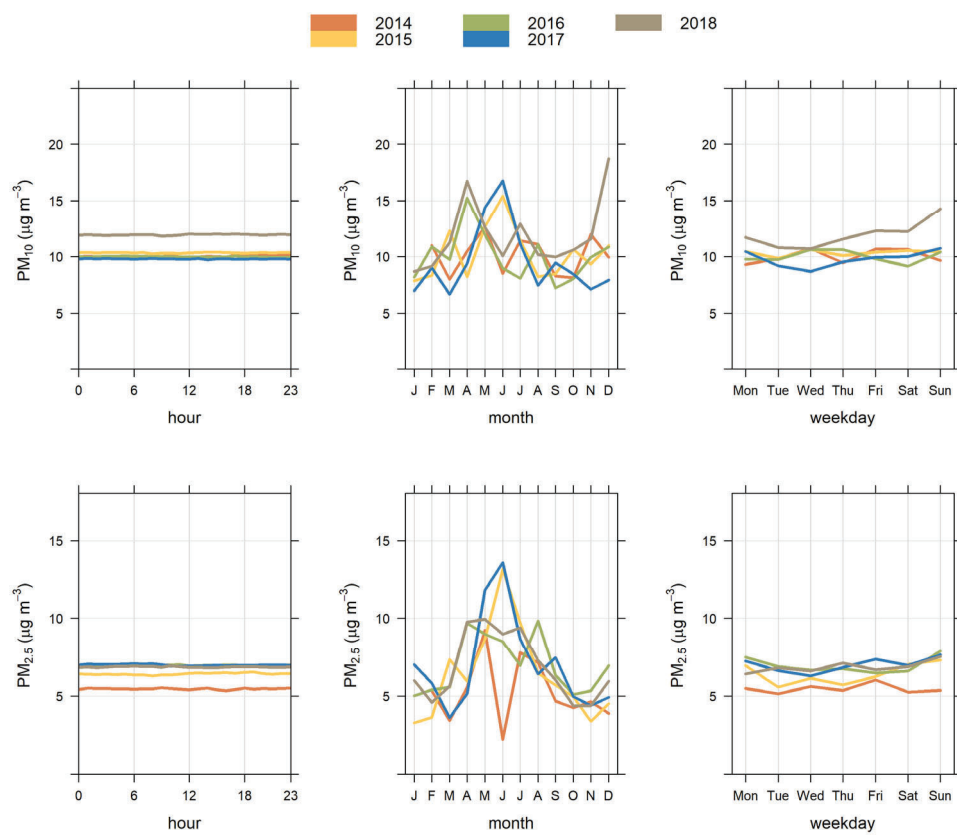 2014 2016 2018
2015 2017
PM10 (µg m−3)
20
15
10
5
0 6 12 18 23
hour
PM10 (µg m−3)
20
15
10
5
J F M A M J J A S O N D
month
PM10 (µg m−3)
20
15
10
5
Mon Tue Wed Thu Fri Sat Sun
weekday
PM2.5 (µg m−3)
15
10
5
0 6 12 18 23
hour
PM2.5 (µg m−3)
15
10
5
J F M A M J J A S O N D
month
PM2.5 (µg m−3)
15
10
5
Mon Tue Wed Thu Fri Sat Sun
weekday